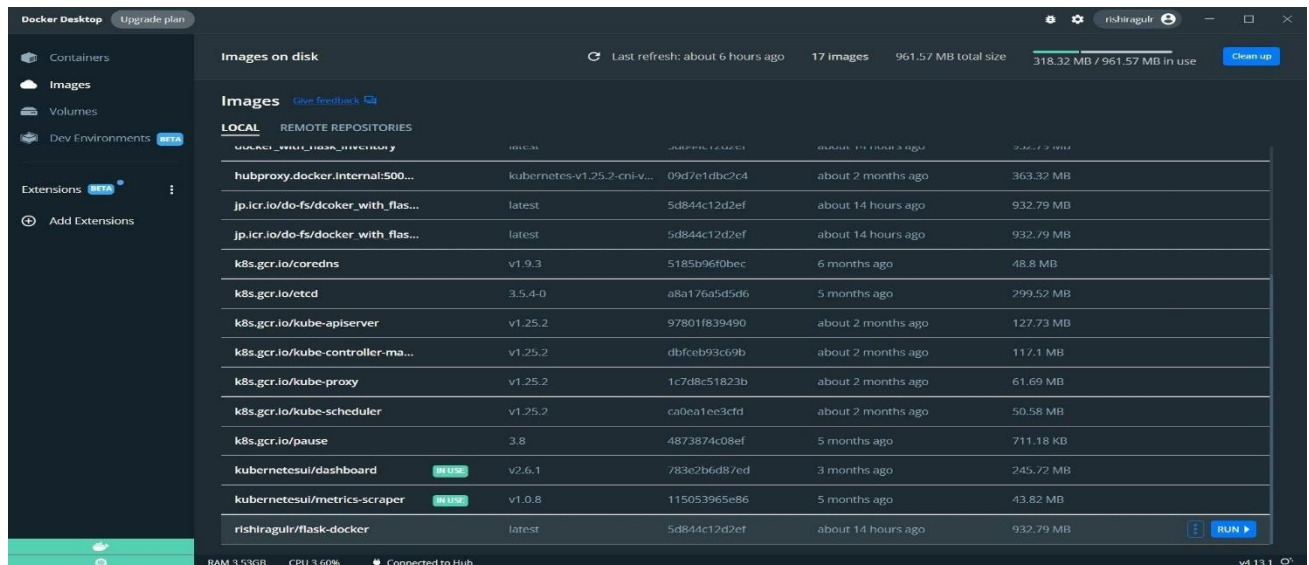 Docker Desktop Upgrade plan rishiragulr
Containers
Images
Volumes
Dev Environments BETA
Extensions BETA
Add Extensions
Images on disk Last refresh: about 6 hours ago 17 images 961.57 MB total size 318.32 MB / 961.57 MB in use Clean up
Images Give feedback
LOCAL REMOTE REPOSITORIES
docker_with_flask_inventory latest 5d844c12d2ef about 14 hours ago 932.79 MB
hubproxy.docker.internal:500... kubernetes-v1.25.2-cni-v... 09d7e1dbc2c4 about 2 months ago 363.32 MB
jp.icr.io/do-fs/dcoker_with_flas... latest 5d844c12d2ef about 14 hours ago 932.79 MB
jp.icr.io/do-fs/docker_with_flas... latest 5d844c12d2ef about 14 hours ago 932.79 MB
k8s.gcr.io/coredns v1.9.3 5185b96f0bec 6 months ago 48.8 MB
k8s.gcr.io/etcd 3.5.4-0 a8a176a5d5d6 5 months ago 299.52 MB
k8s.gcr.io/kube-apiserver v1.25.2 97801f839490 about 2 months ago 127.73 MB
k8s.gcr.io/kube-controller-ma... v1.25.2 dbfceb93c69b about 2 months ago 117.1 MB
k8s.gcr.io/kube-proxy v1.25.2 1c7d8c51823b about 2 months ago 61.69 MB
k8s.gcr.io/kube-scheduler v1.25.2 ca0ea1ee3cfd about 2 months ago 50.58 MB
k8s.gcr.io/pause 3.8 4873874c08ef 5 months ago 711.18 KB
kubernetesui/dashboard IN USE v2.6.1 783e2b6d87ed 3 months ago 245.72 MB
kubernetesui/metrics-scraper IN USE v1.0.8 115053965e86 5 months ago 43.82 MB
rishiragulr/flask-docker latest 5d844c12d2ef about 14 hours ago 932.79 MB RUN
RAM 3.53GB CPU 3.60% Connected to Hub v4.13.1